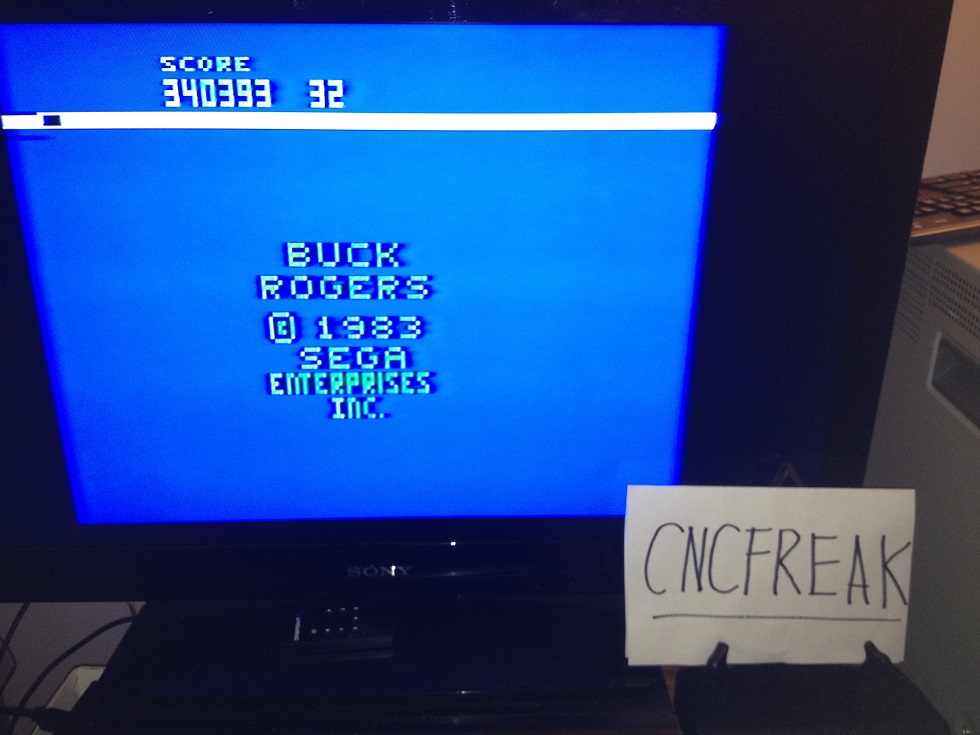 SCORE
340393 32
BUCK
ROGERS
© 1983
SEGA
ENTERPRISES
INC.
SONY
CNCFREAK